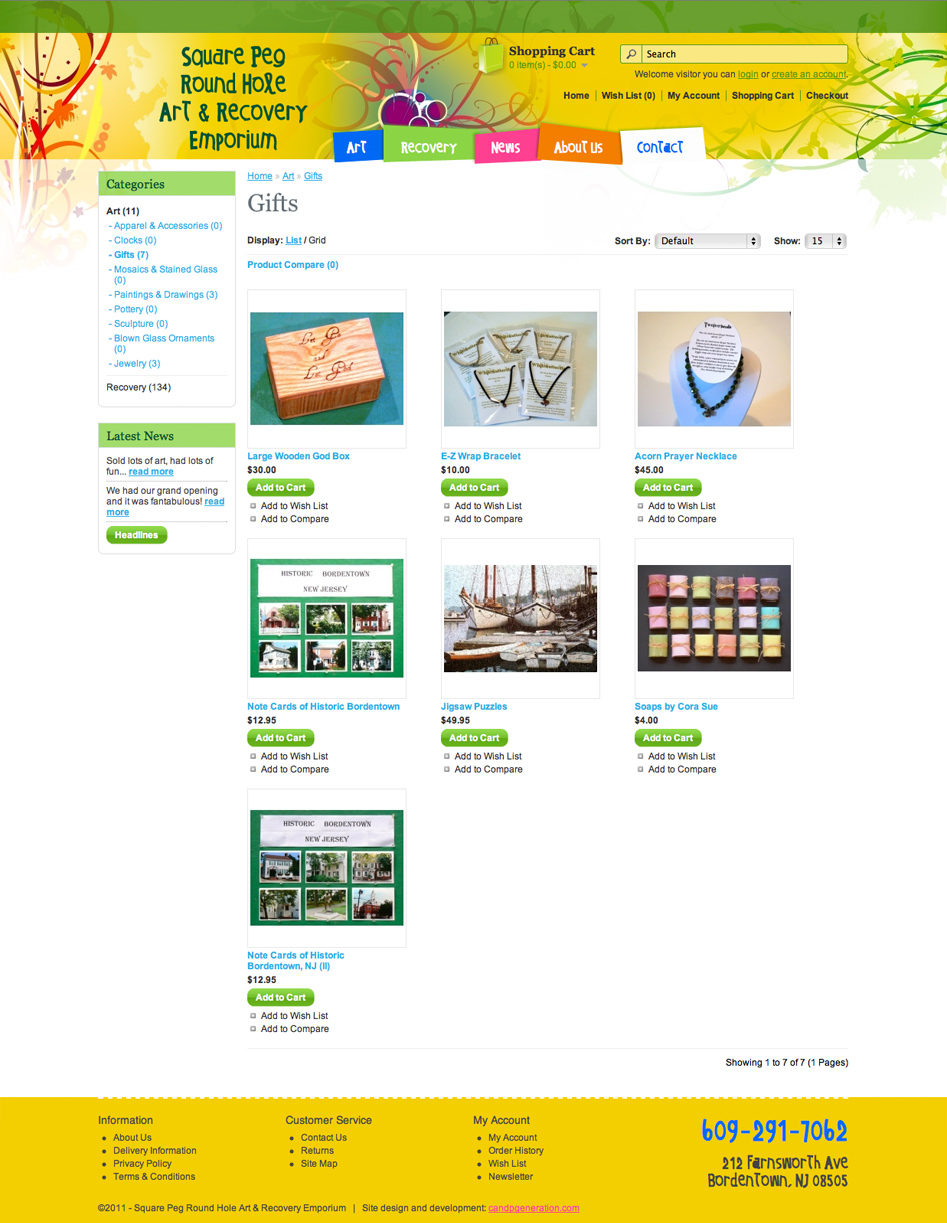 Square Peg
Round Hole
Art & Recovery
Emporium
Shopping Cart
0 item(s) - $0.00
Search
Welcome visitor you can login or create an account.
Home | Wish List (0) | My Account | Shopping Cart | Checkout
Art
Recovery
News
About Us
Contact
Categories
Art (11)
- Apparel & Accessories (0)
- Clocks (0)
- Gifts (7)
- Mosaics & Stained Glass
(0)
- Paintings & Drawings (3)
- Pottery (0)
- Sculpture (0)
- Blown Glass Ornaments
(0)
- Jewelry (3)
Recovery (134)
Latest News
Sold lots of art, had lots of
fun... read more
We had our grand opening
and it was fantabulous! read
more
Headlines
Home » Art » Gifts
Gifts
Display: List / Grid
Sort By: Default
Show: 15
Product Compare (0)
Let Go
and
Let God
Large Wooden God Box
$30.00
Add to Cart
Add to Wish List
Add to Compare
E-Z Wrap Bracelet
$10.00
Add to Cart
Add to Wish List
Add to Compare
Acorn Prayer Necklace
$45.00
Add to Cart
Add to Wish List
Add to Compare
HISTORIC BORDENTOWN
NEW JERSEY
Note Cards of Historic Bordentown
$12.95
Add to Cart
Add to Wish List
Add to Compare
Jigsaw Puzzles
$49.95
Add to Cart
Add to Wish List
Add to Compare
Soaps by Cora Sue
$4.00
Add to Cart
Add to Wish List
Add to Compare
HISTORIC BORDENTOWN
NEW JERSEY
Note Cards of Historic
Bordentown, NJ (II)
$12.95
Add to Cart
Add to Wish List
Add to Compare
Showing 1 to 7 of 7 (1 Pages)
Information
About Us
Delivery Information
Privacy Policy
Terms & Conditions
Customer Service
Contact Us
Returns
Site Map
My Account
My Account
Order History
Wish List
Newsletter
609-291-7062
212 Farnsworth Ave
Bordentown, NJ 08505
©2011 - Square Peg Round Hole Art & Recovery Emporium | Site design and development: candpgeneration.com